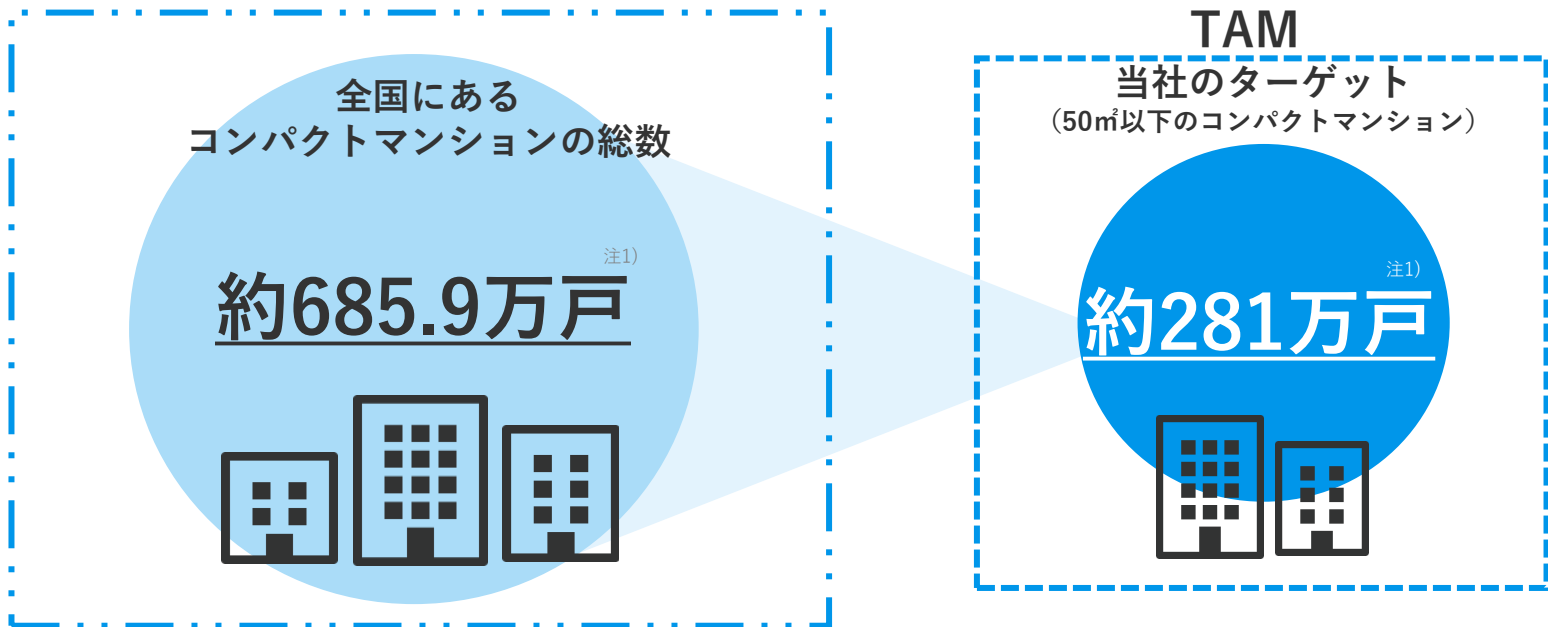 全国にある
コンパクトマンションの総数
注1)
約685.9万戸
TAM
当社のターゲット
（50㎡以下のコンパクトマンション）
注1)
約281万戸